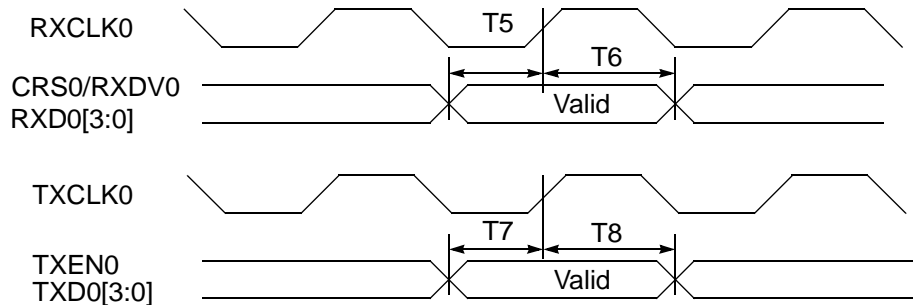 RXCLK0
T5
T6
CRS0/RXDV0
RXD0[3:0]
Valid
TXCLK0
T7
T8
TXEN0
TXD0[3:0]
Valid